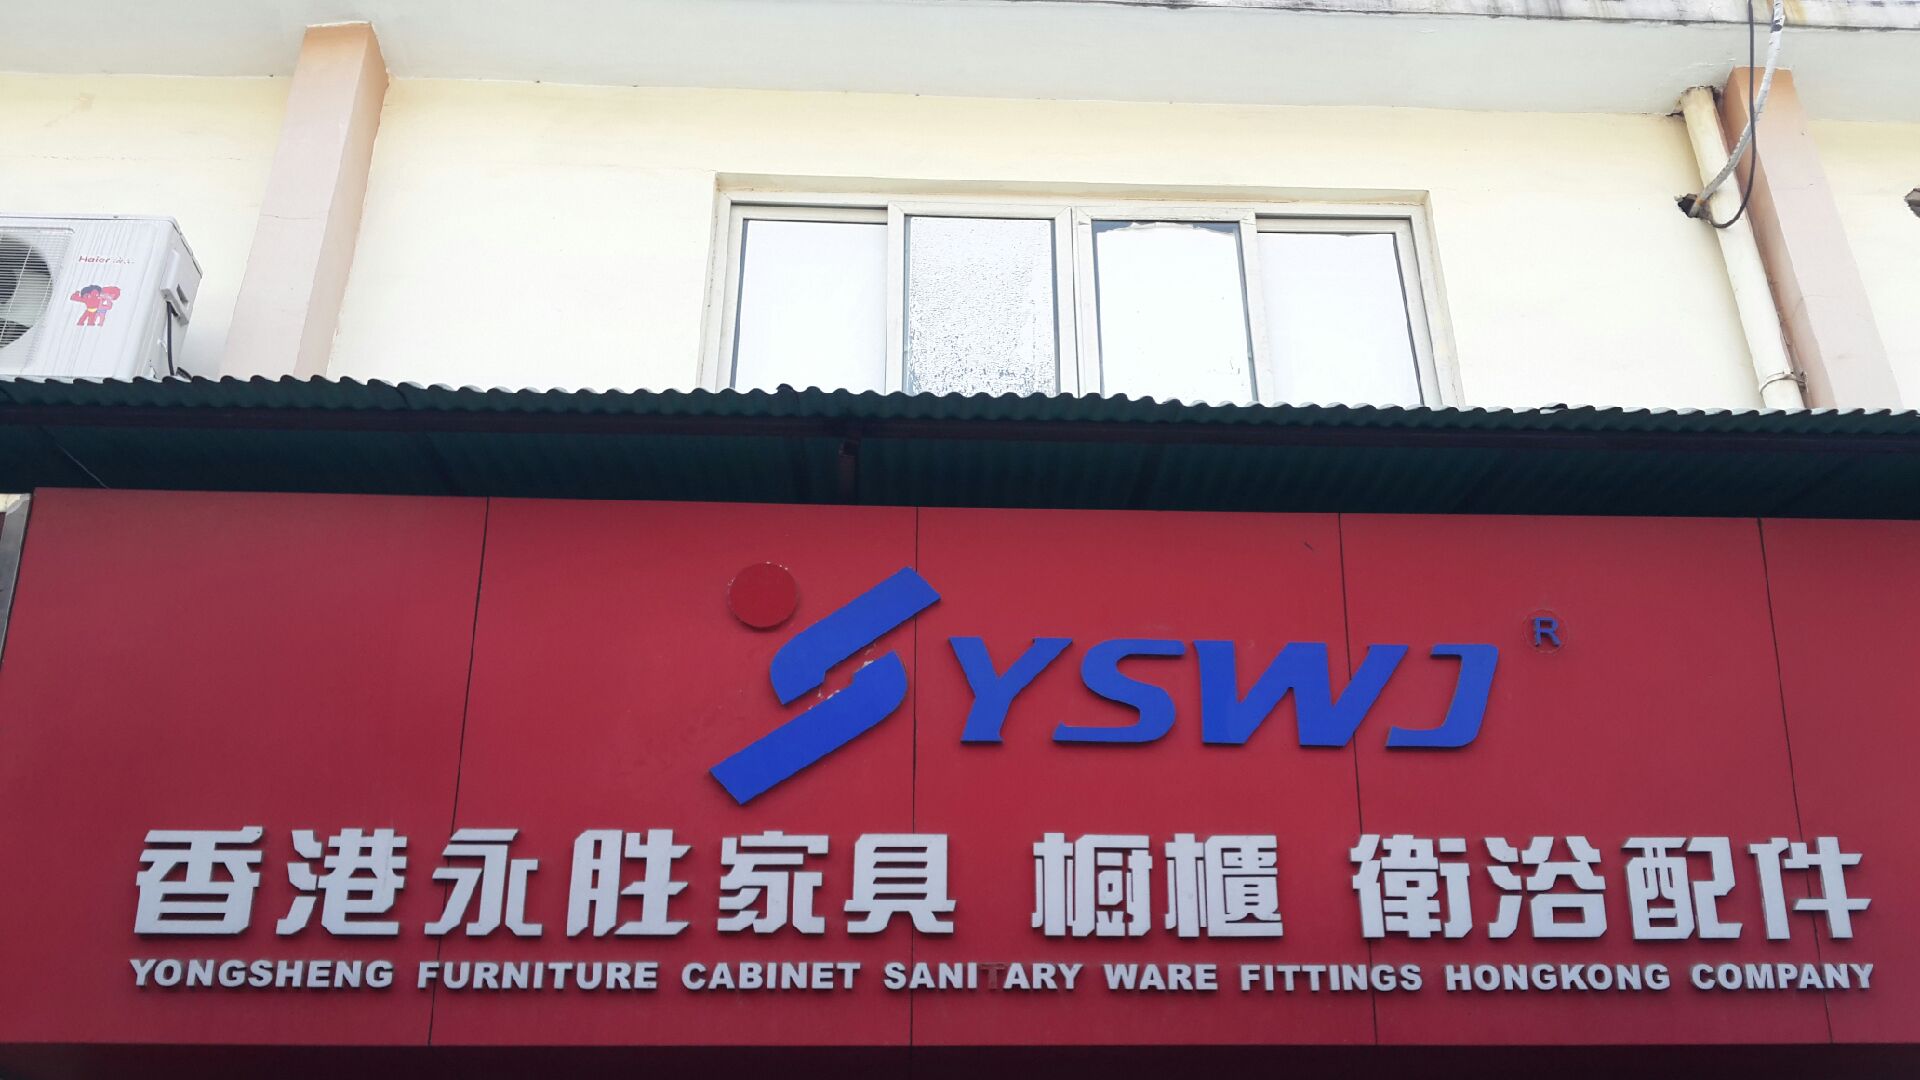 Haier
YSWJ ®
香港永胜家具 橱櫃 衛浴配件
YONGSHENG FURNITURE CABINET SANITARY WARE FITTINGS HONGKONG COMPANY